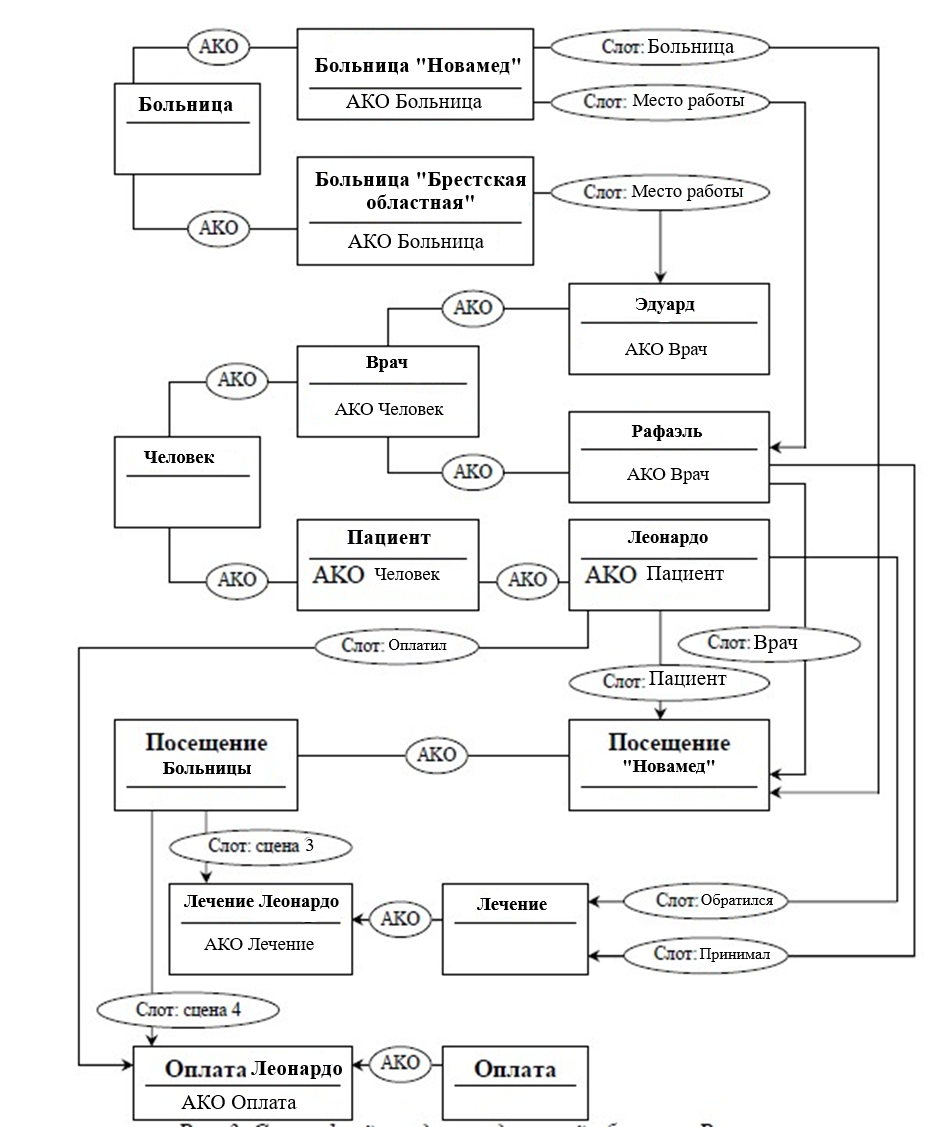 АКО
Больница "Новамед"
АКО Больница
Слот: Больница
Слот: Место работы
Больница
Больница "Брестская
областная"
АКО Больница
Слот: Место работы
АКО
АКО
Эдуард
АКО Врач
Врач
АКО Человек
АКО
Рафаэль
АКО Врач
АКО
Человек
Пациент
АКО Человек
АКО
АКО
Леонардо
АКО Пациент
Слот: Оплатил
Слот: Врач
Слот: Пациент
Посещение
Больницы
АКО
Посещение
"Новамед"
Слот: сцена 3
Лечение Леонардо
АКО Лечение
АКО
Лечение
Слот: Обратился
Слот: Принимал
Слот: сцена 4
Оплата Леонардо
АКО Оплата
АКО
Оплата